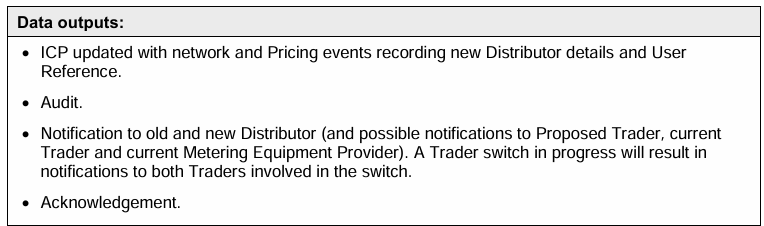 Data outputs:
• ICP updated with network and Pricing events recording new Distributor details and User
Reference.
• Audit.
• Notification to old and new Distributor (and possible notifications to Proposed Trader, current
Trader and current Metering Equipment Provider). A Trader switch in progress will result in
notifications to both Traders involved in the switch.
• Acknowledgement.